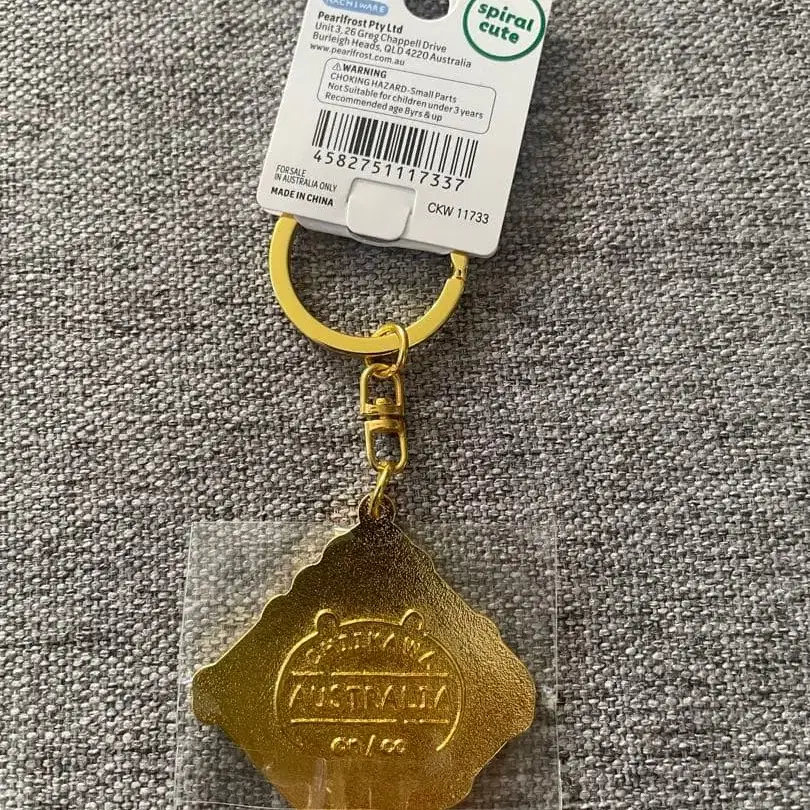 HACHIWARE
Pearlfrost Pty Ltd
Unit 3, 26 Greg Chappell Drive
Burleigh Heads, QLD 4220 Australia
www.pearlfrost.com.au
spiral
cute
⚠WARNING
CHOKING HAZARD-Small Parts
Not Suitable for children under 3 years
Recommended age 8yrs & up
4582751117337
FOR SALE
IN AUSTRALIA ONLY
MADE IN CHINA
CKW 11733
CHIIKAWA
AUSTRALIA